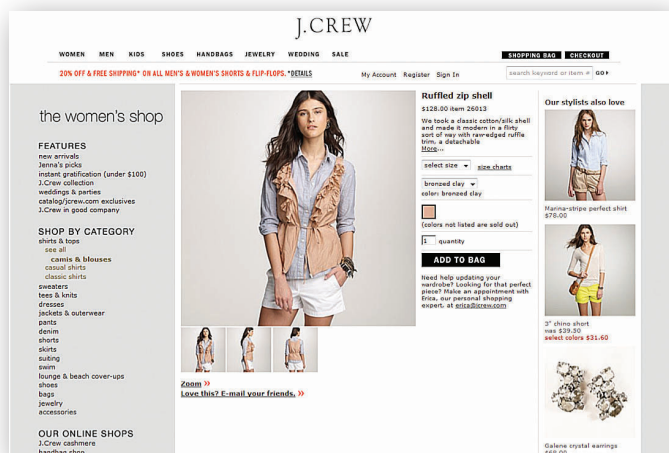 J.CREW
WOMEN MEN KIDS SHOES HANDBAGS JEWELRY WEDDING SALE
SHOPPING BAG CHECKOUT
20% OFF & FREE SHIPPING* ON ALL MEN'S & WOMEN'S SHORTS & FLIP-FLOPS. *DETAILS
My Account Register Sign In
search keyword or item # GO
the women's shop
FEATURES
new arrivals
Jenna's picks
instant gratification (under $100)
J.Crew collection
weddings & parties
catalog/jcrew.com exclusives
J.Crew in good company
SHOP BY CATEGORY
shirts & tops
see all
camis & blouses
casual shirts
classic shirts
sweaters
tees & knits
dresses
jackets & outerwear
pants
denim
shorts
skirts
suiting
swim
lounge & beach cover-ups
shoes
bags
jewelry
accessories
OUR ONLINE SHOPS
J.Crew cashmere
handbag shop
Zoom »
Love this? E-mail your friends. »
Ruffled zip shell
$128.00 item 26013
We took a classic cotton/silk shell
and made it modern in a flirty
sort of way with raw-edged ruffle
trim, a detachable
More...
select size size charts
bronzed clay
color: bronzed clay
(colors not listed are sold out)
1 quantity
ADD TO BAG
Need help updating your
wardrobe? Looking for that perfect
piece? Make an appointment with
Erica, our personal shopping
expert, at erica@jcrew.com
Our stylists also love
Marina-stripe perfect shirt
$78.00
3" chino short
was $39.50
select colors $31.60
Galene crystal earrings
$68.00